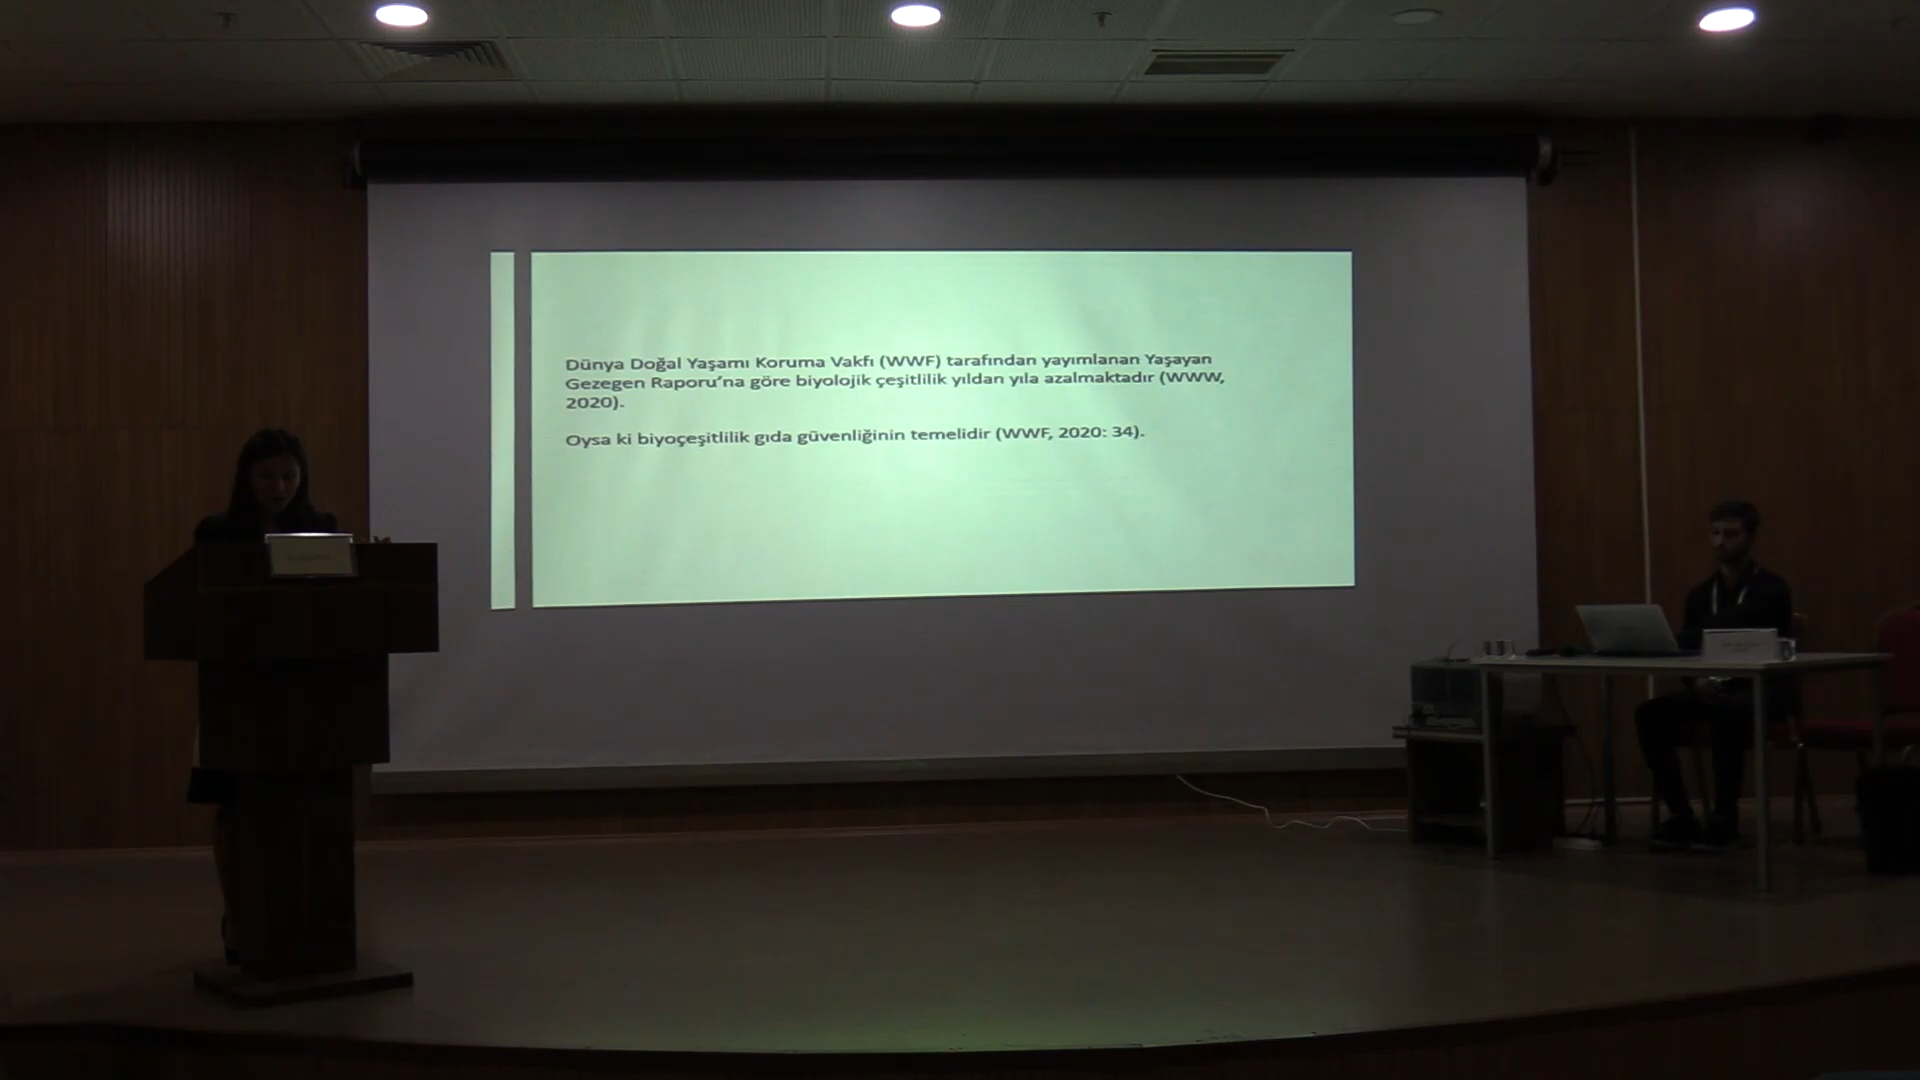 Dünya Doğal Yaşamı Koruma Vakfı (WWF) tarafından yayımlanan Yaşayan
Gezegen Raporu’na göre biyolojik çeşitlilik yıldan yıla azalmaktadır (WWW,
2020).
Oysa ki biyoçeşitlilik gıda güvenliğinin temelidir (WWF, 2020: 34).